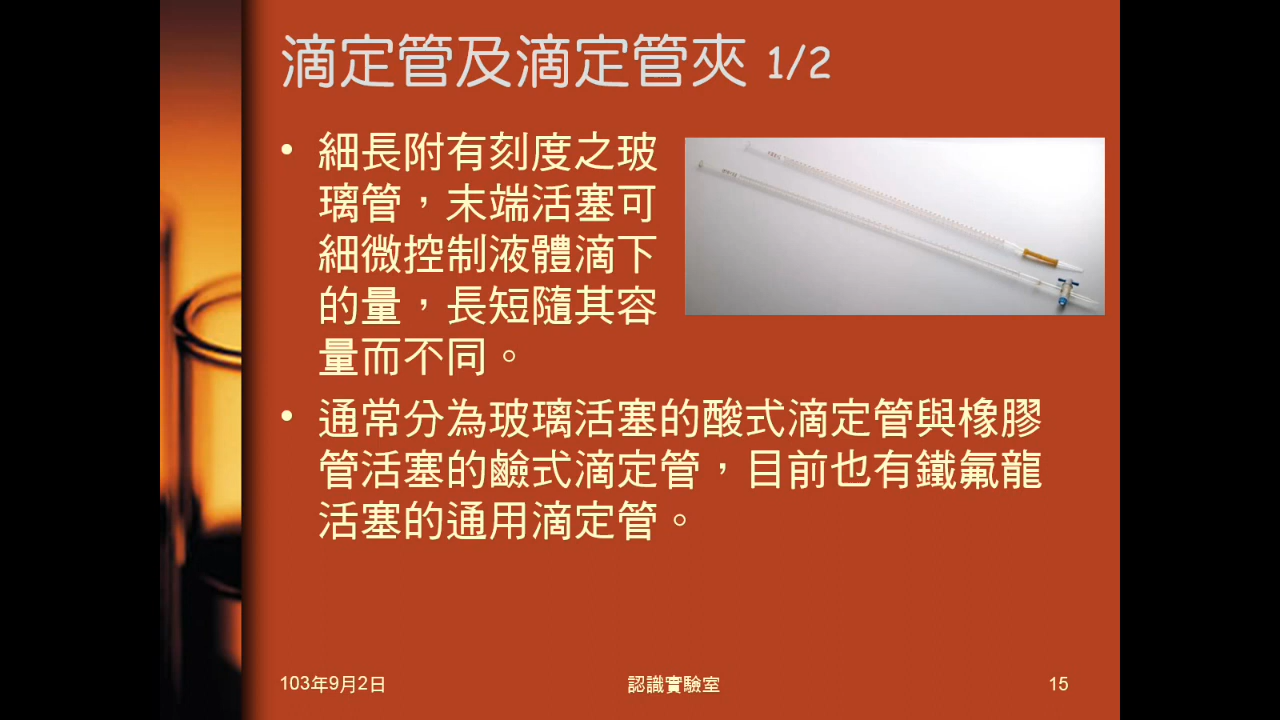 滴定管及滴定管夾 1/2
• 細長附有刻度之玻
璃管，末端活塞可
細微控制液體滴下
的量，長短隨其容
量而不同。
• 通常分為玻璃活塞的酸式滴定管與橡膠
管活塞的鹼式滴定管，目前也有鐵氟龍
活塞的通用滴定管。
103年9月2日
認識實驗室
15